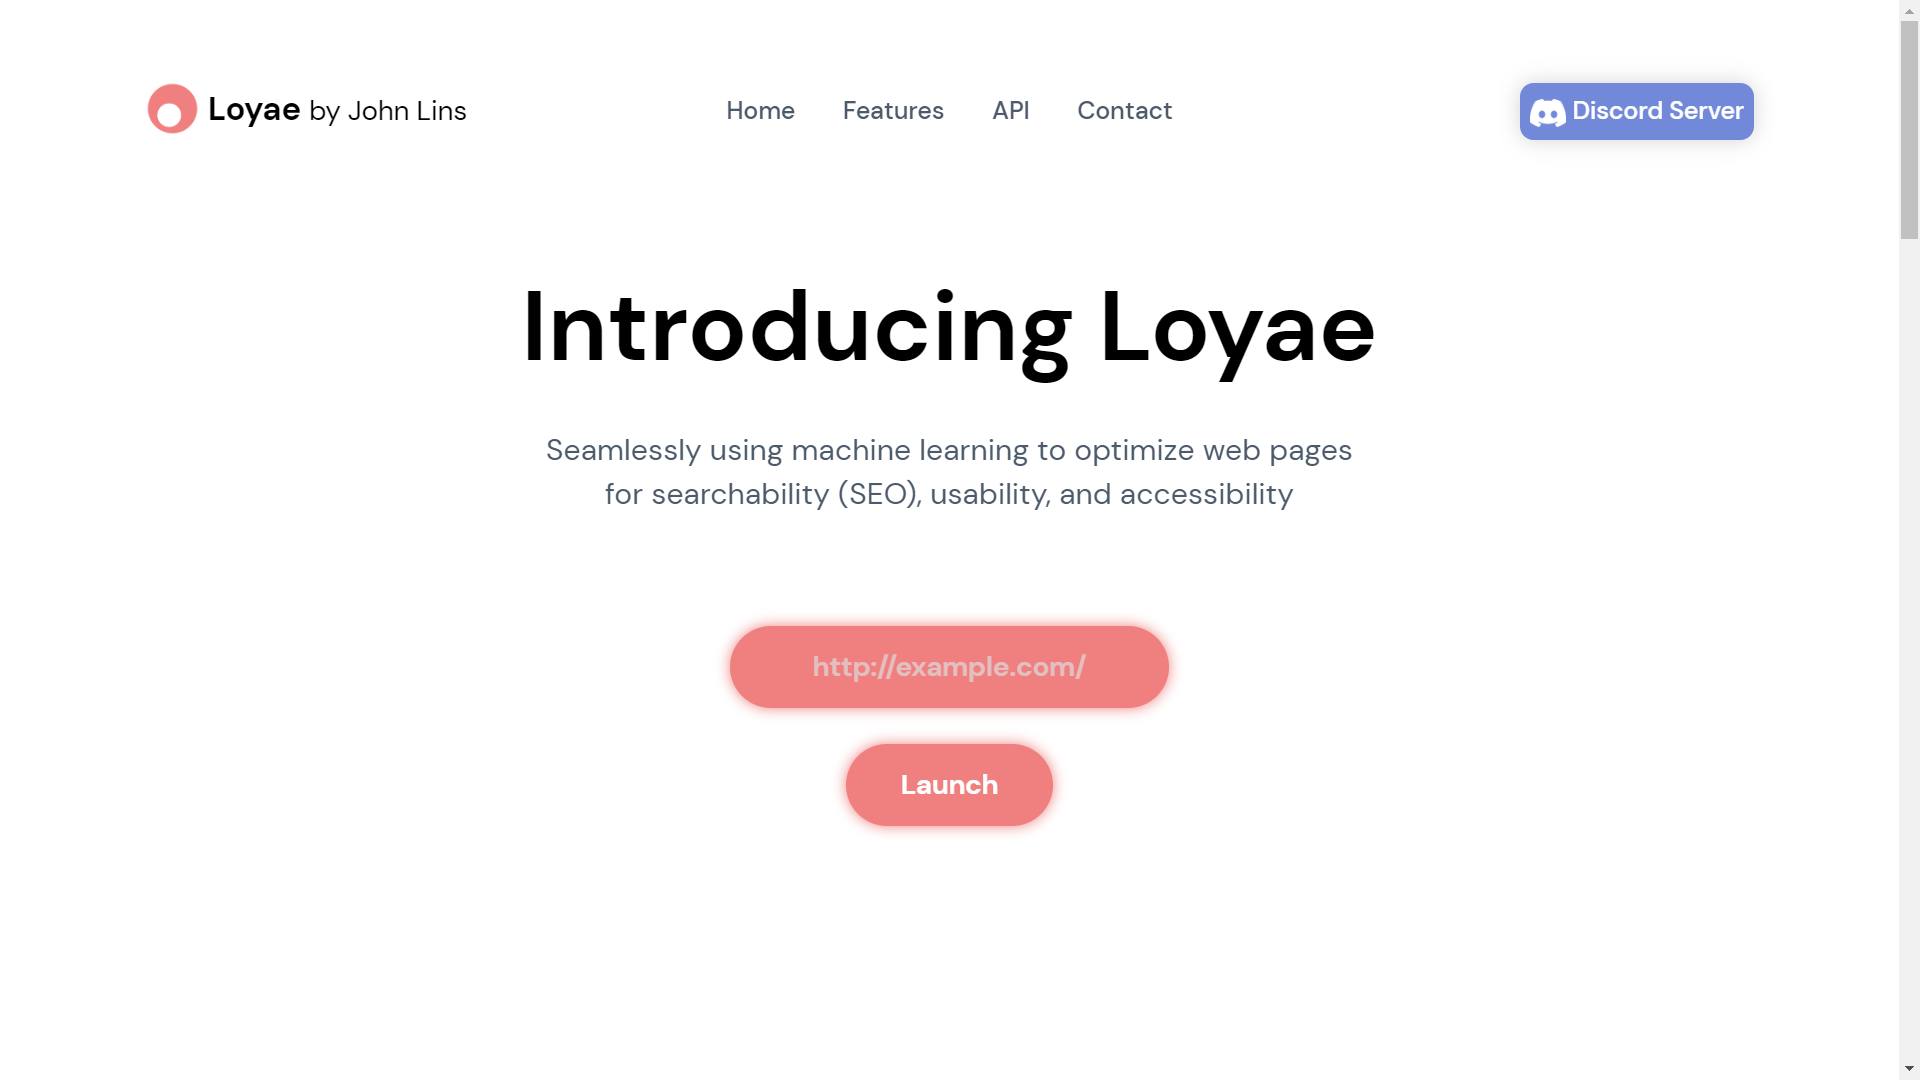 Loyae by John Lins
Home Features API Contact
Discord Server
Introducing Loyae
Seamlessly using machine learning to optimize web pages
for searchability (SEO), usability, and accessibility
http://example.com/
Launch